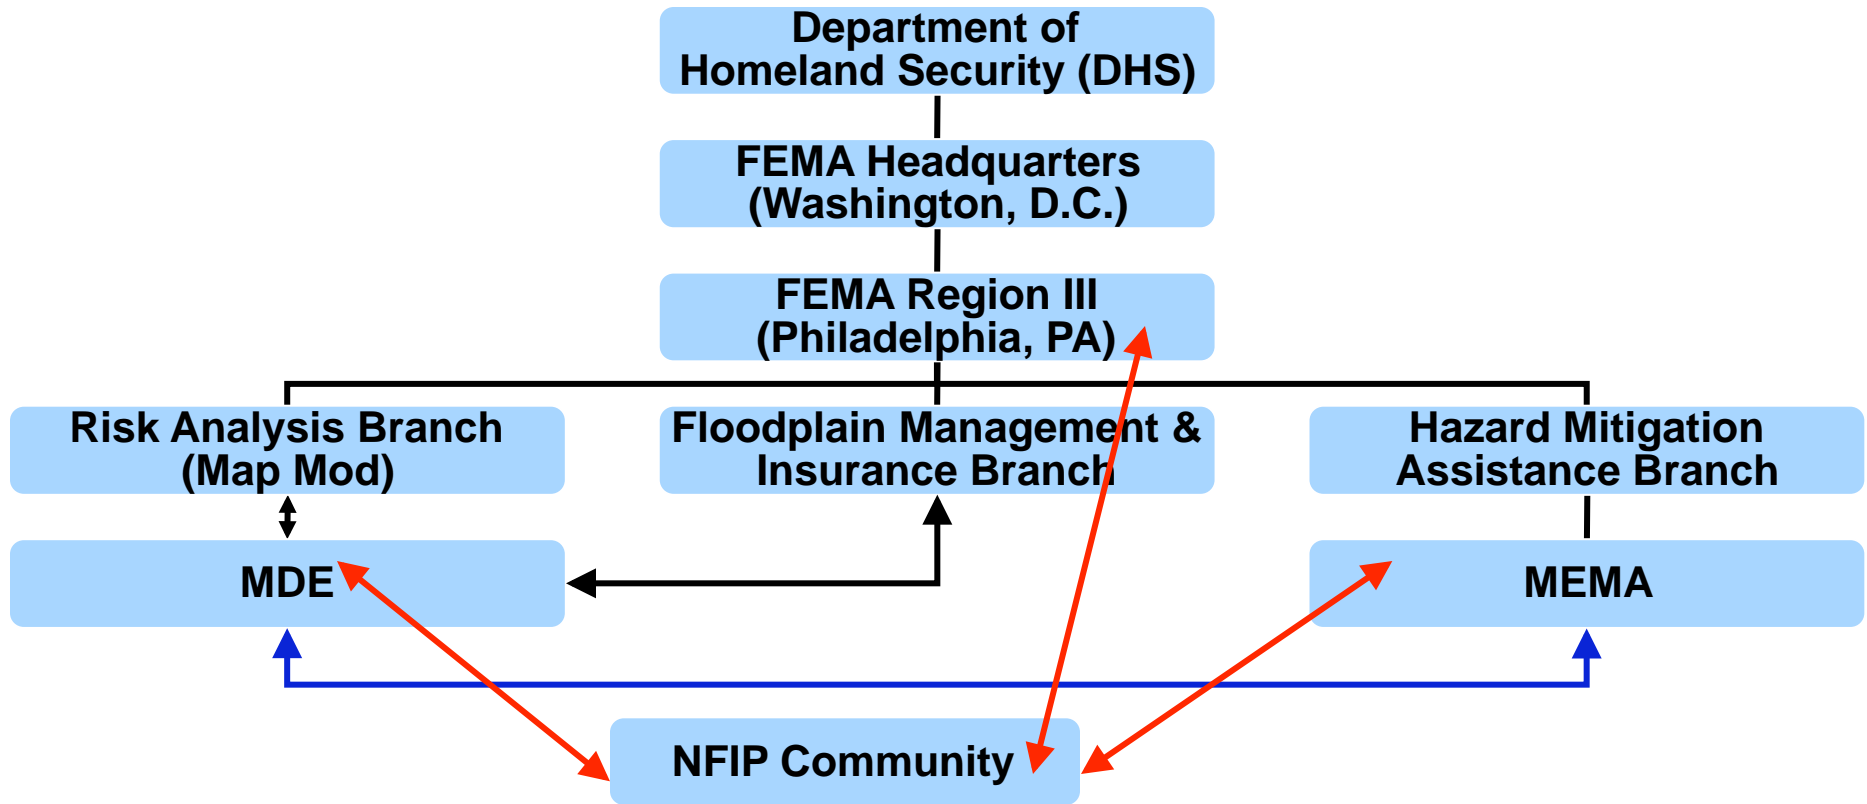 Department of
Homeland Security (DHS)
FEMA Headquarters
(Washington, D.C.)
FEMA Region III
(Philadelphia, PA)
Risk Analysis Branch
(Map Mod)
Floodplain Management &
Insurance Branch
Hazard Mitigation
Assistance Branch
MDE
MEMA
NFIP Community